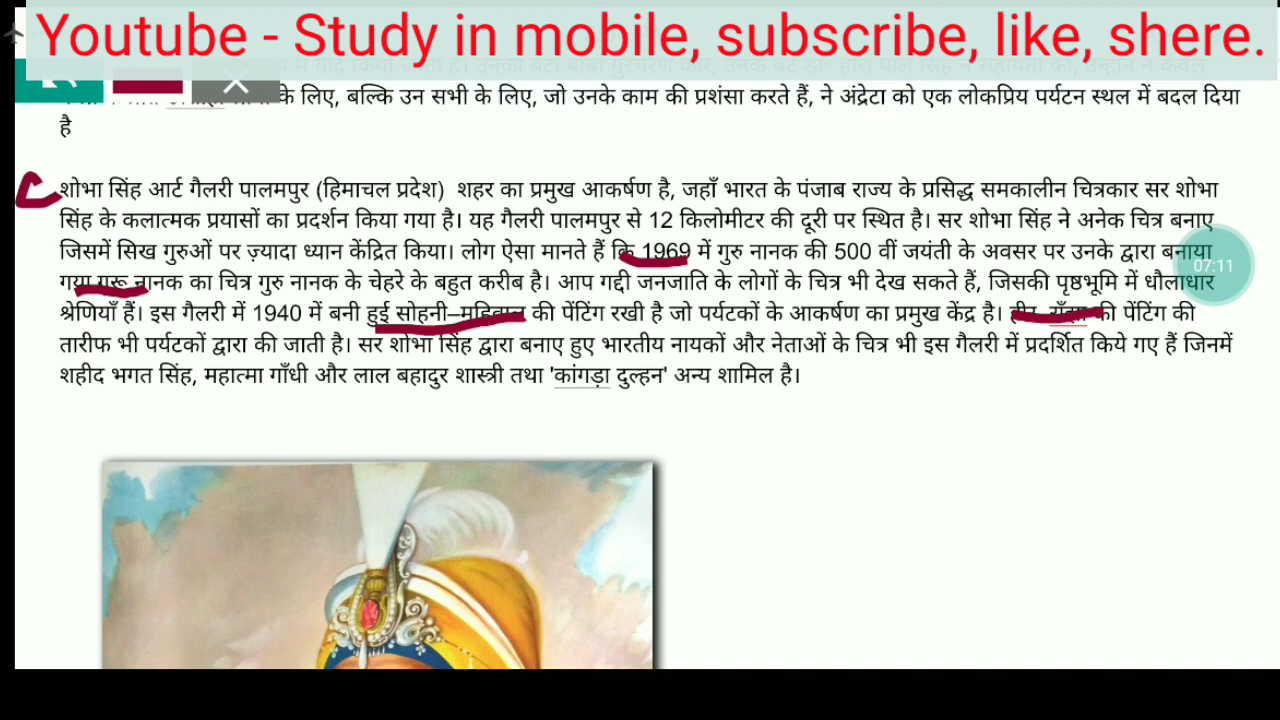 Youtube - Study in mobile, subscribe, like, shere.
के लिए, बल्कि उन सभी के लिए, जो उनके काम की प्रशंसा करते हैं, ने अंद्रेटा को एक लोकप्रिय पर्यटन स्थल में बदल दिया
है
शोभा सिंह आर्ट गैलरी पालमपुर (हिमाचल प्रदेश) शहर का प्रमुख आकर्षण है, जहाँ भारत के पंजाब राज्य के प्रसिद्ध समकालीन चित्रकार सर शोभा
सिंह के कलात्मक प्रयासों का प्रदर्शन किया गया है। यह गैलरी पालमपुर से 12 किलोमीटर की दूरी पर स्थित है। सर शोभा सिंह ने अनेक चित्र बनाए
जिसमें सिख गुरुओं पर ज़्यादा ध्यान केंद्रित किया। लोग ऐसा मानते हैं कि 1969 में गुरु नानक की 500 वीं जयंती के अवसर पर उनके द्वारा बनाया
07:11
गया गुरू नानक का चित्र गुरु नानक के चेहरे के बहुत करीब है। आप गद्दी जनजाति के लोगों के चित्र भी देख सकते हैं, जिसकी पृष्ठभूमि में धौलाधार
श्रेणियाँ हैं। इस गैलरी में 1940 में बनी हुई सोहनी–महिवाल की पेंटिंग रखी है जो पर्यटकों के आकर्षण का प्रमुख केंद्र है। की पेंटिंग की
तारीफ भी पर्यटकों द्वारा की जाती है। सर शोभा सिंह द्वारा बनाए हुए भारतीय नायकों और नेताओं के चित्र भी इस गैलरी में प्रदर्शित किये गए हैं जिनमें
शहीद भगत सिंह, महात्मा गाँधी और लाल बहादुर शास्त्री तथा 'कांगड़ा दुल्हन' अन्य शामिल है।